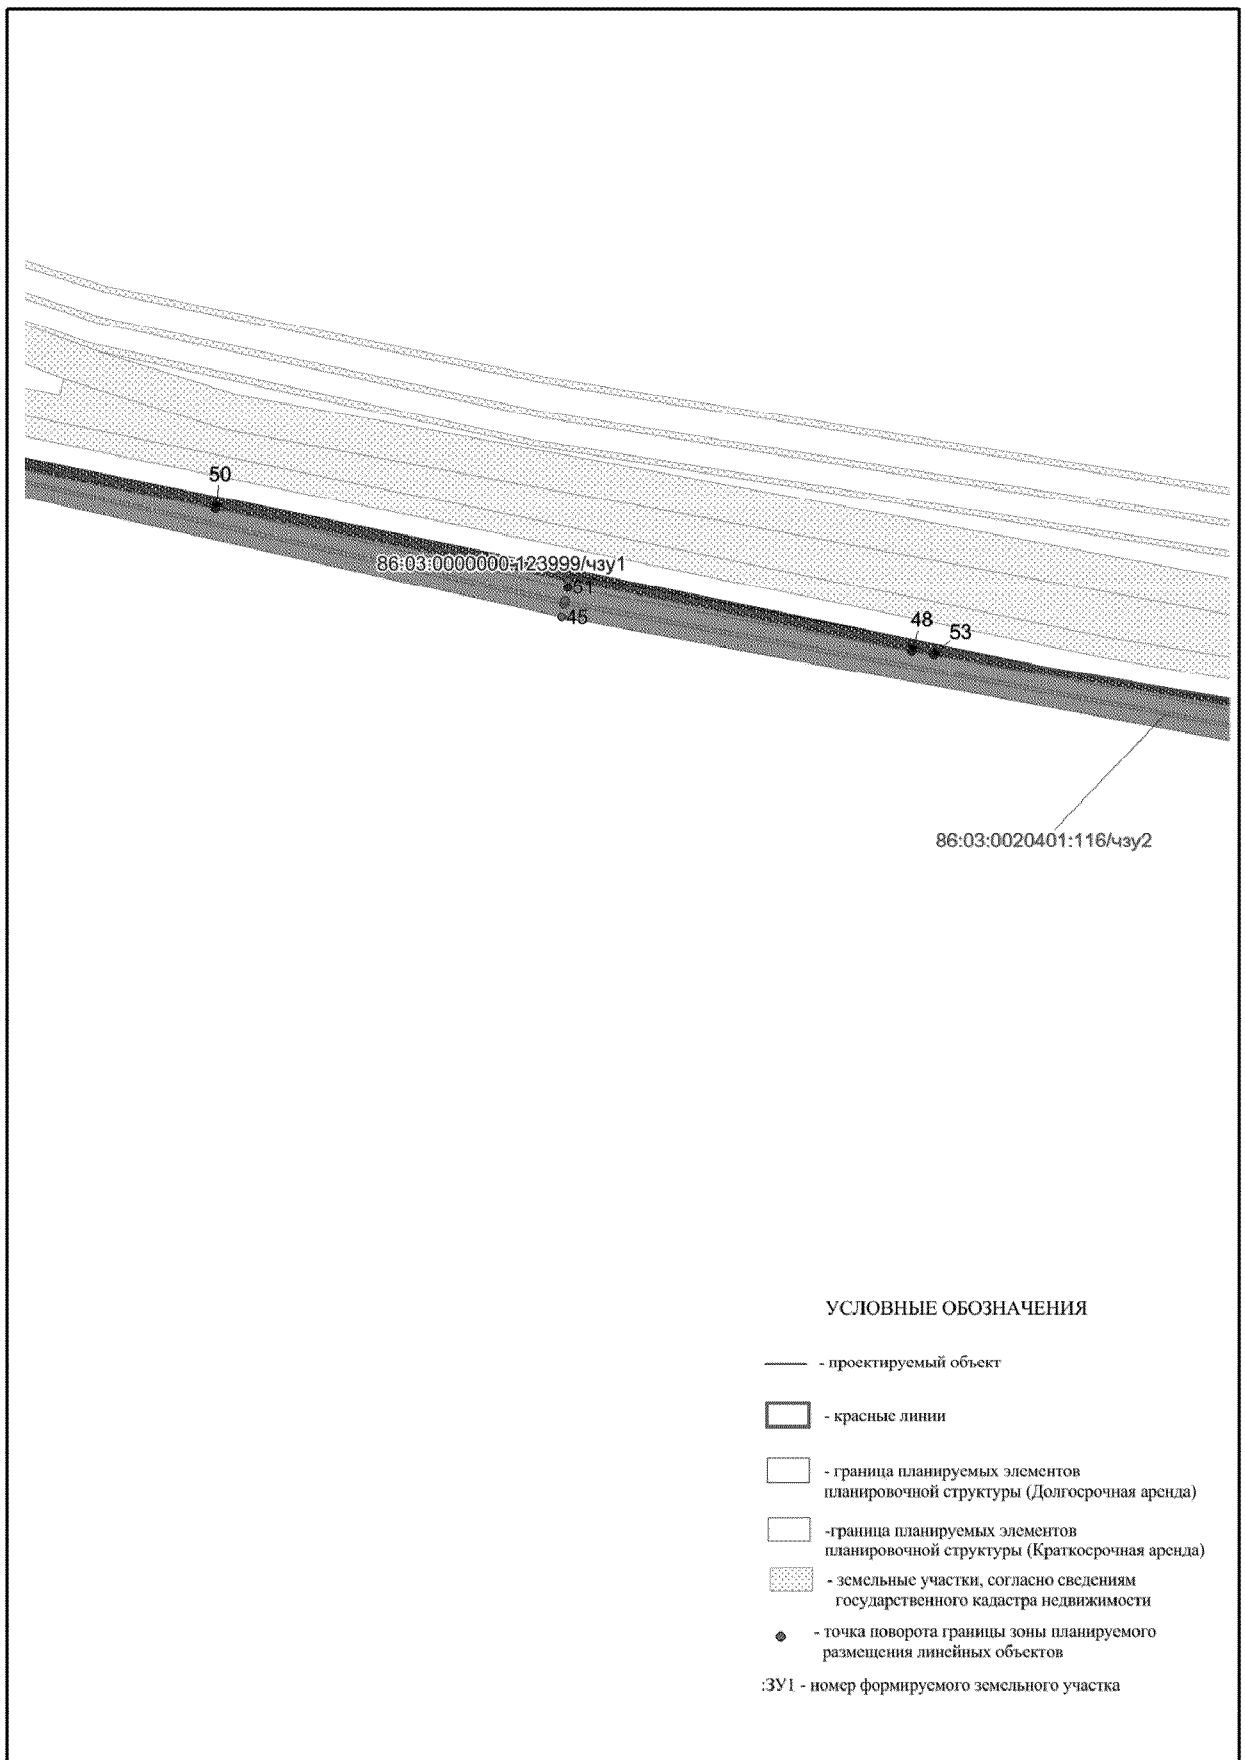 50
86:03:0000000:123999/чзу1
51
45
48
53
86:03:0020401:116/чзу2
УСЛОВНЫЕ ОБОЗНАЧЕНИЯ
- проектируемый объект
- красные линии
- граница планируемых элементов
планировочной структуры (Долгосрочная аренда)
-граница планируемых элементов
планировочной структуры (Краткосрочная аренда)
- земельные участки, согласно сведениям
государственного кадастра недвижимости
- точка поворота границы зоны планируемого
размещения линейных объектов
:ЗУ1 - номер формируемого земельного участка